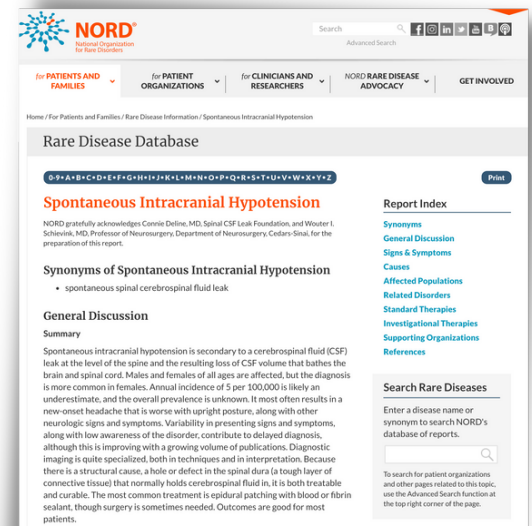 NORD®
National Organization
for Rare Disorders
Search
Advanced Search
for PATIENTS AND
FAMILIES
for PATIENT
ORGANIZATIONS
for CLINICIANS AND
RESEARCHERS
NORD RARE DISEASE
ADVOCACY
GET INVOLVED
Home / For Patients and Families / Rare Disease Information / Spontaneous Intracranial Hypotension
Rare Disease Database
0-9•A•B•C•D•E•F•G•H•I•J•K•L•M•N•O•P•Q•R•S•T•U•V•W•X•Y•Z
Print
Spontaneous Intracranial Hypotension
NORD gratefully acknowledges Connie Deline, MD, Spinal CSF Leak Foundation, and Wouter I.
Schievink, MD, Professor of Neurosurgery, Department of Neurosurgery, Cedars-Sinai, for the
preparation of this report.
Synonyms of Spontaneous Intracranial Hypotension
• spontaneous spinal cerebrospinal fluid leak
General Discussion
Summary
Spontaneous intracranial hypotension is secondary to a cerebrospinal fluid (CSF)
leak at the level of the spine and the resulting loss of CSF volume that bathes the
brain and spinal cord. Males and females of all ages are affected, but the diagnosis
is more common in females. Annual incidence of 5 per 100,000 is likely an
underestimate, and the overall prevalence is unknown. It most often results in a
new-onset headache that is worse with upright posture, along with other
neurologic signs and symptoms. Variability in presenting signs and symptoms,
along with low awareness of the disorder, contribute to delayed diagnosis,
although this is improving with a growing volume of publications. Diagnostic
imaging is quite specialized, both in techniques and in interpretation. Because
there is a structural cause, a hole or defect in the spinal dura (a tough layer of
connective tissue) that normally holds cerebrospinal fluid in, it is both treatable
and curable. The most common treatment is epidural patching with blood or fibrin
sealant, though surgery is sometimes needed. Outcomes are good for most
patients.
Report Index
Synonyms
General Discussion
Signs & Symptoms
Causes
Affected Populations
Related Disorders
Standard Therapies
Investigational Therapies
Supporting Organizations
References
Search Rare Diseases
Enter a disease name or
synonym to search NORD's
database of reports.
To search for patient organizations
and other pages related to this topic,
use the Advanced Search function at
the top right corner of the page.